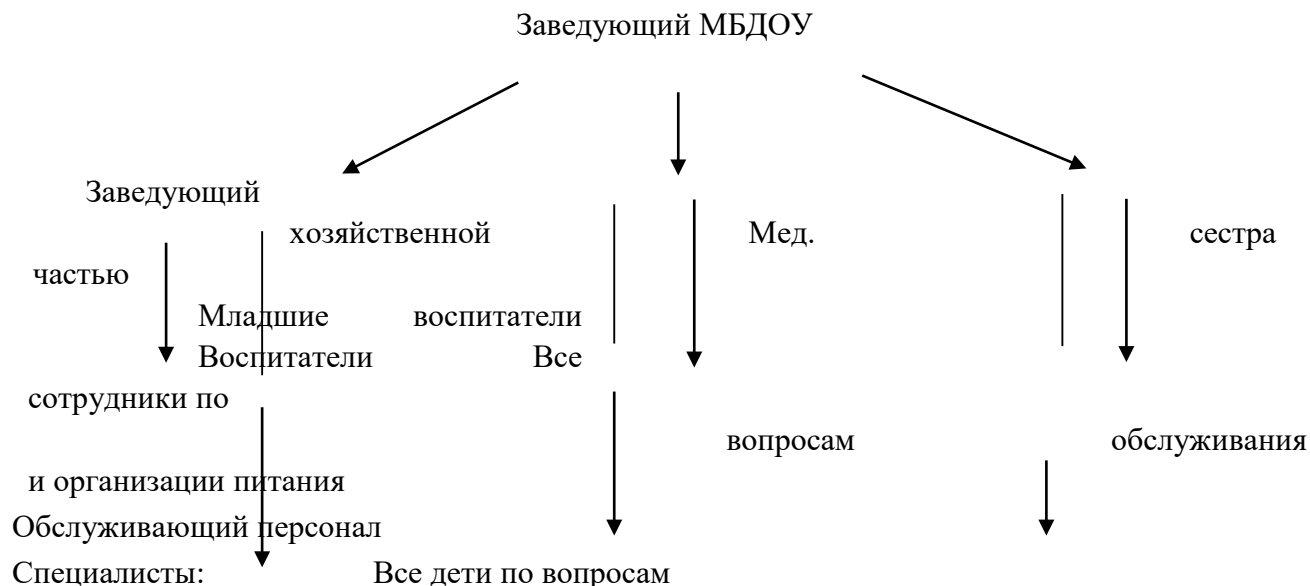 Заведующий МБДОУ
Заведующий
хозяйственной Мед. сестра
частью
Младшие воспитатели
Воспитатели Все
сотрудники по
вопросам обслуживания
и организации питания
Обслуживающий персонал
Специалисты: Все дети по вопросам